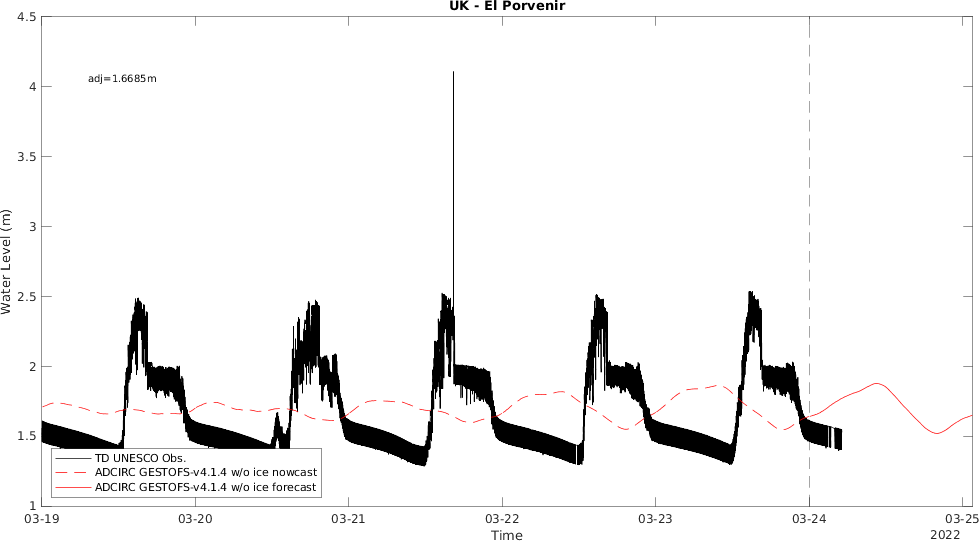 UK - El Porvenir
4.5
4
3.5
3
2.5
2
1.5
1
Water Level (m)
adj=1.6685m
TD UNESCO Obs.
ADCIRC GESTOFS-v4.1.4 w/o ice nowcast
ADCIRC GESTOFS-v4.1.4 w/o ice forecast
03-19 03-20 03-21 03-22 03-23 03-24 03-25
Time
2022